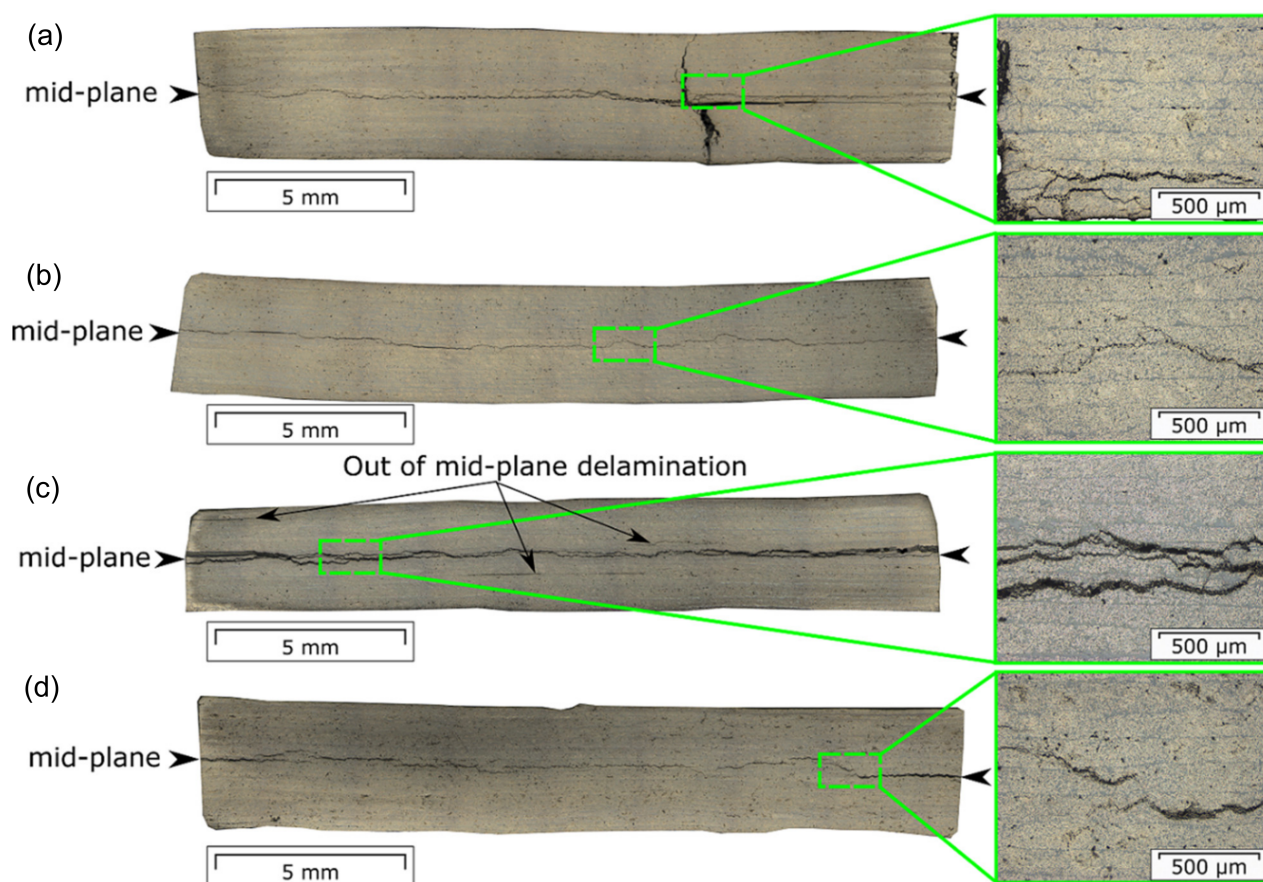 (a)
mid-plane
5 mm
500 µm
(b)
mid-plane
5 mm
500 µm
Out of mid-plane delamination
(c)
mid-plane
5 mm
500 µm
(d)
mid-plane
5 mm
500 µm